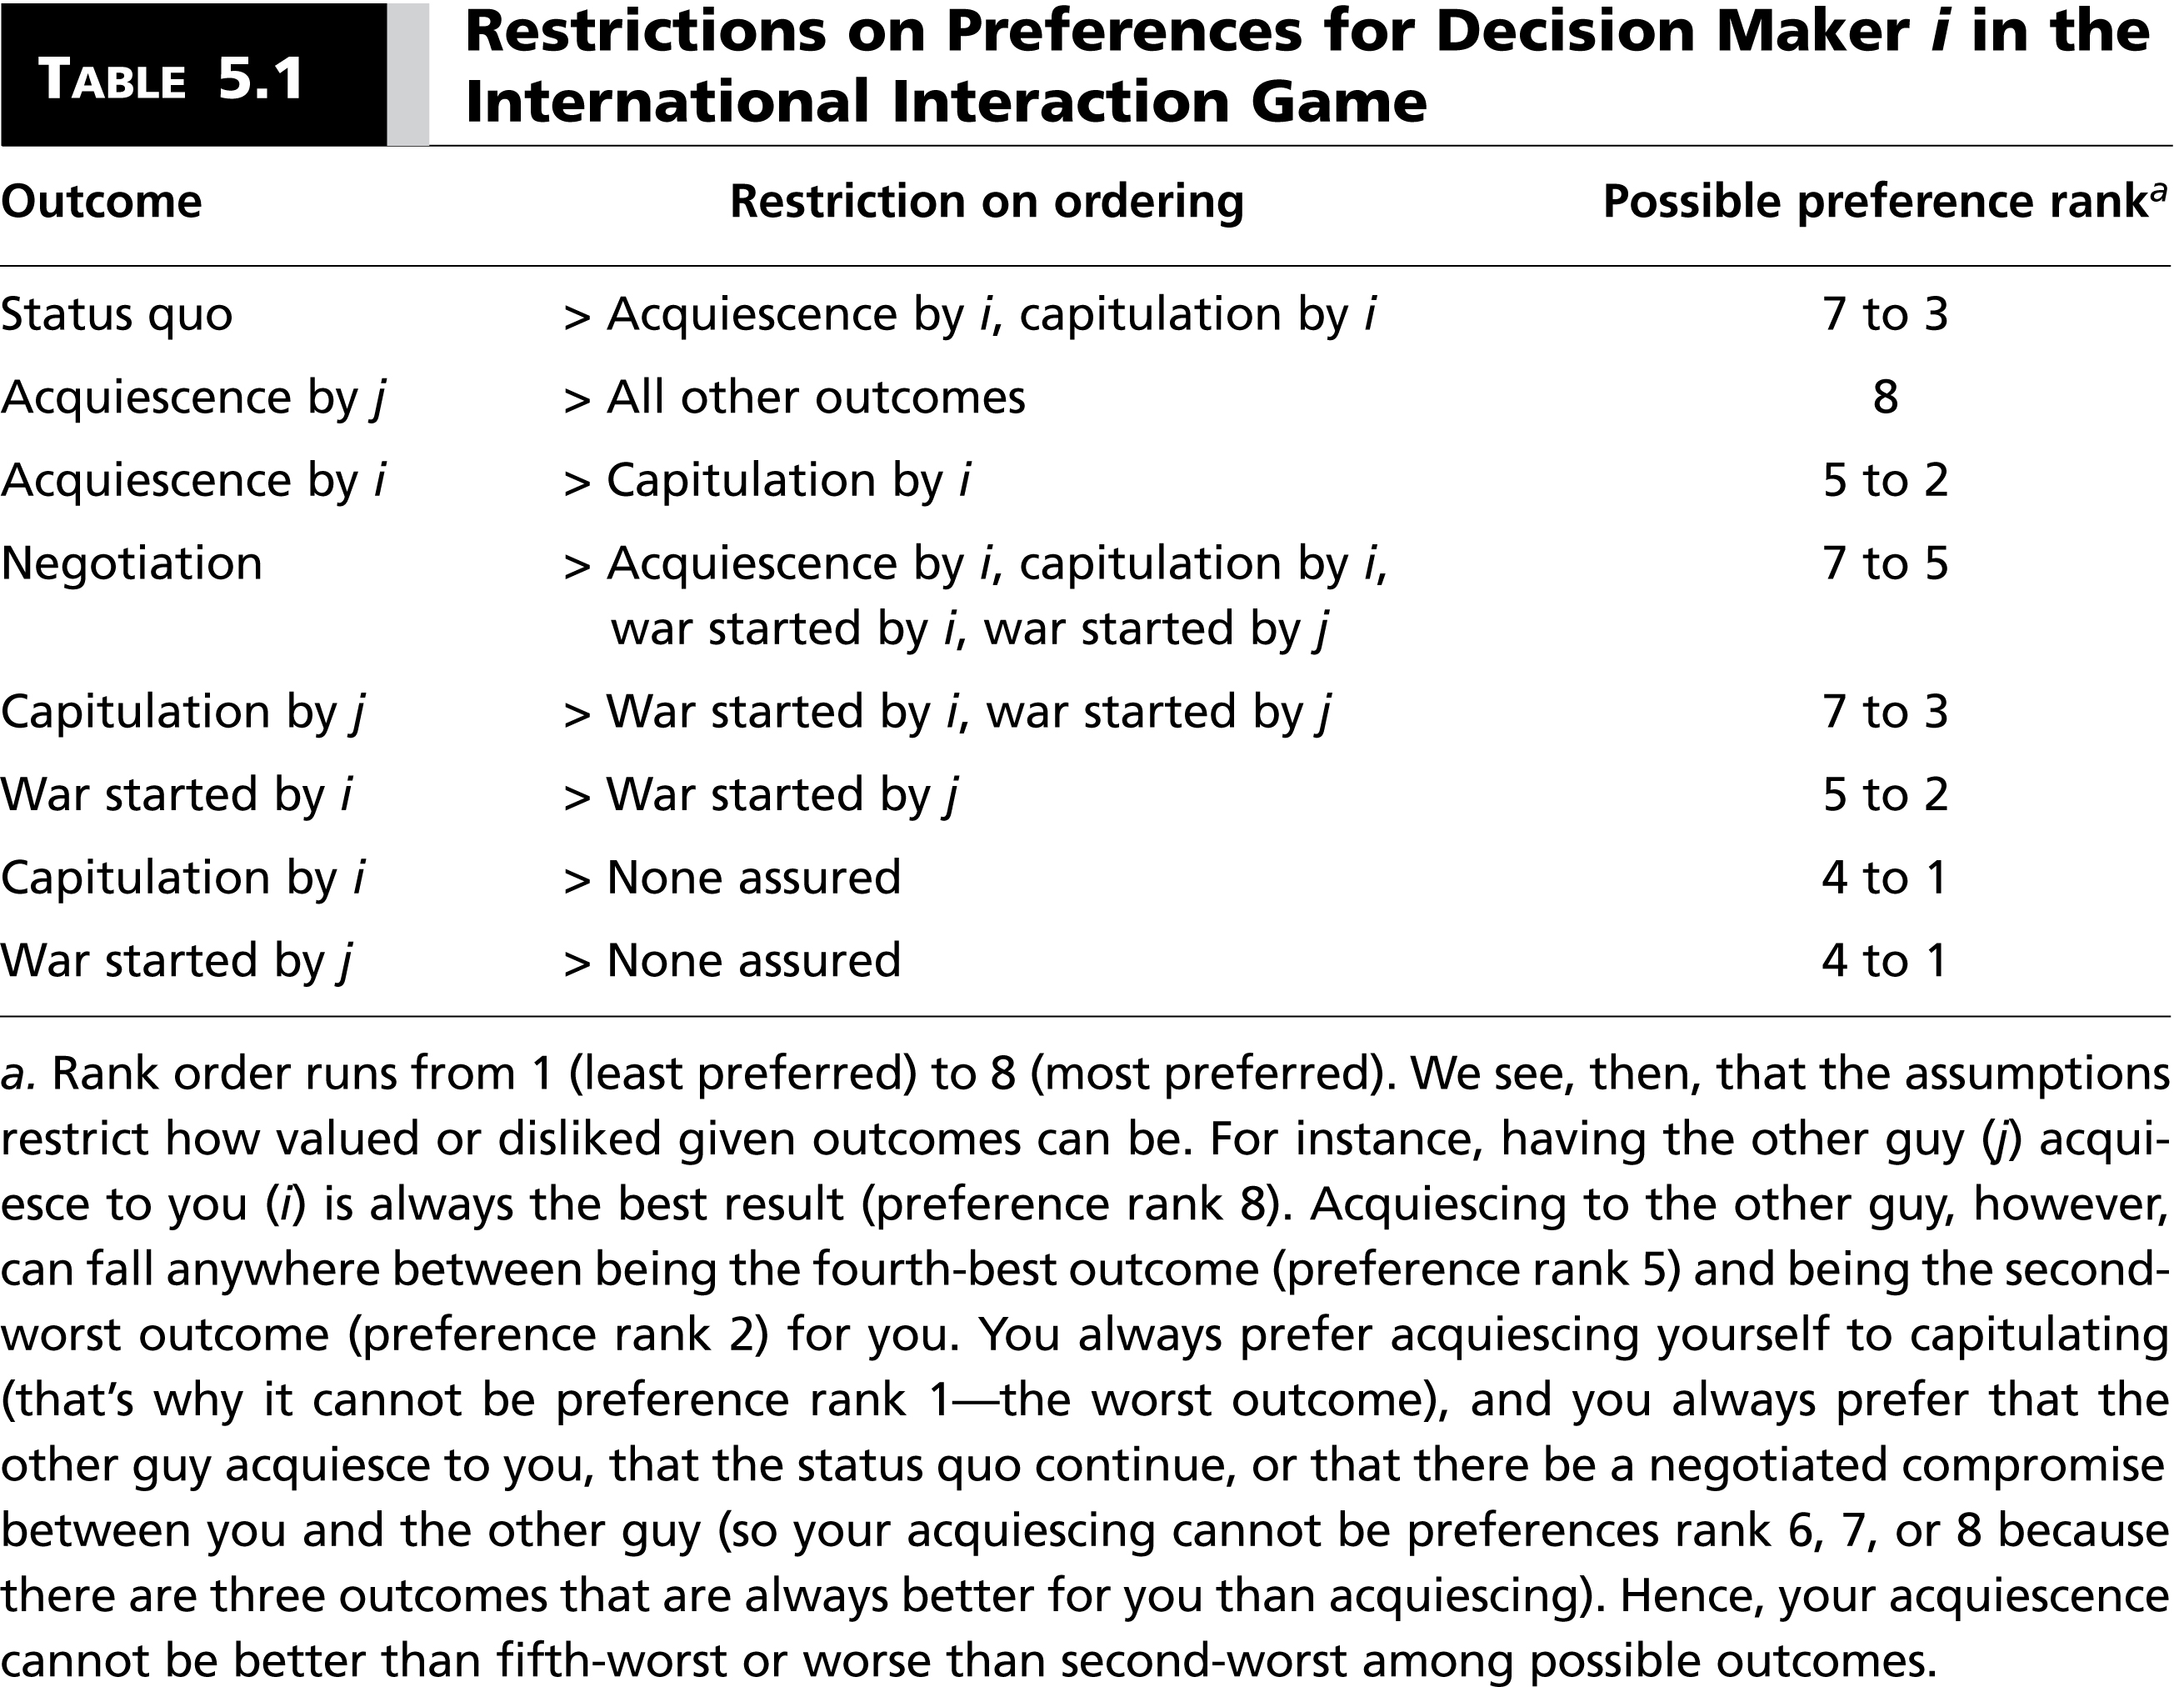 TABLE 5.1
Restrictions on Preferences for Decision Maker i in the
International Interaction Game
Outcome Restriction on ordering Possible preference rank a
Status quo > Acquiescence by i, capitulation by i 7 to 3
Acquiescence by j > All other outcomes 8
Acquiescence by i > Capitulation by i 5 to 2
Negotiation > Acquiescence by i, capitulation by i, 7 to 5
war started by i, war started by j
Capitulation by j > War started by i, war started by j 7 to 3
War started by i > War started by j 5 to 2
Capitulation by i > None assured 4 to 1
War started by j > None assured 4 to 1
a. Rank order runs from 1 (least preferred) to 8 (most preferred). We see, then, that the assumptions
restrict how valued or disliked given outcomes can be. For instance, having the other guy (j) acqui-
esce to you (i) is always the best result (preference rank 8). Acquiescing to the other guy, however,
can fall anywhere between being the fourth-best outcome (preference rank 5) and being the second-
worst outcome (preference rank 2) for you. You always prefer acquiescing yourself to capitulating
(that's why it cannot be preference rank 1—the worst outcome), and you always prefer that the
other guy acquiesce to you, that the status quo continue, or that there be a negotiated compromise
between you and the other guy (so your acquiescing cannot be preferences rank 6, 7, or 8 because
there are three outcomes that are always better for you than acquiescing). Hence, your acquiescence
cannot be better than fifth-worst or worse than second-worst among possible outcomes.